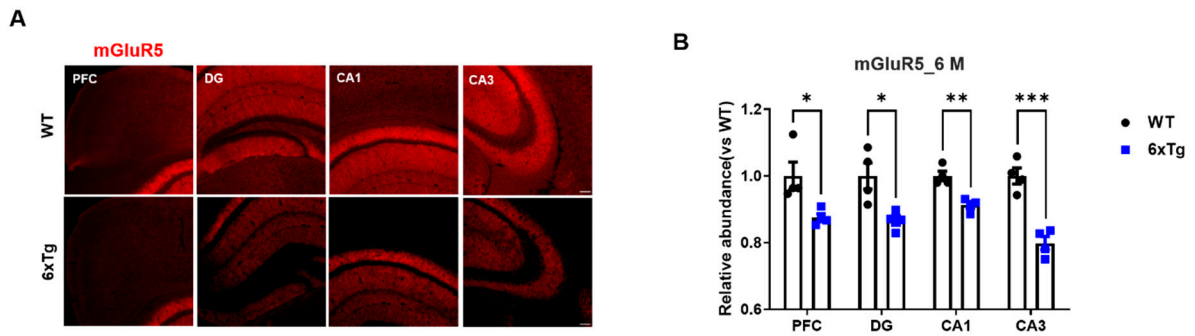 A
mGluR5
PFC DG CA1 CA3
WT
6xTg
B
mGluR5_6 M
* * ** ***
Relative abundance(vs WT)
1.2
1.0
0.8
0.6
PFC DG CA1 CA3
WT
6xTg